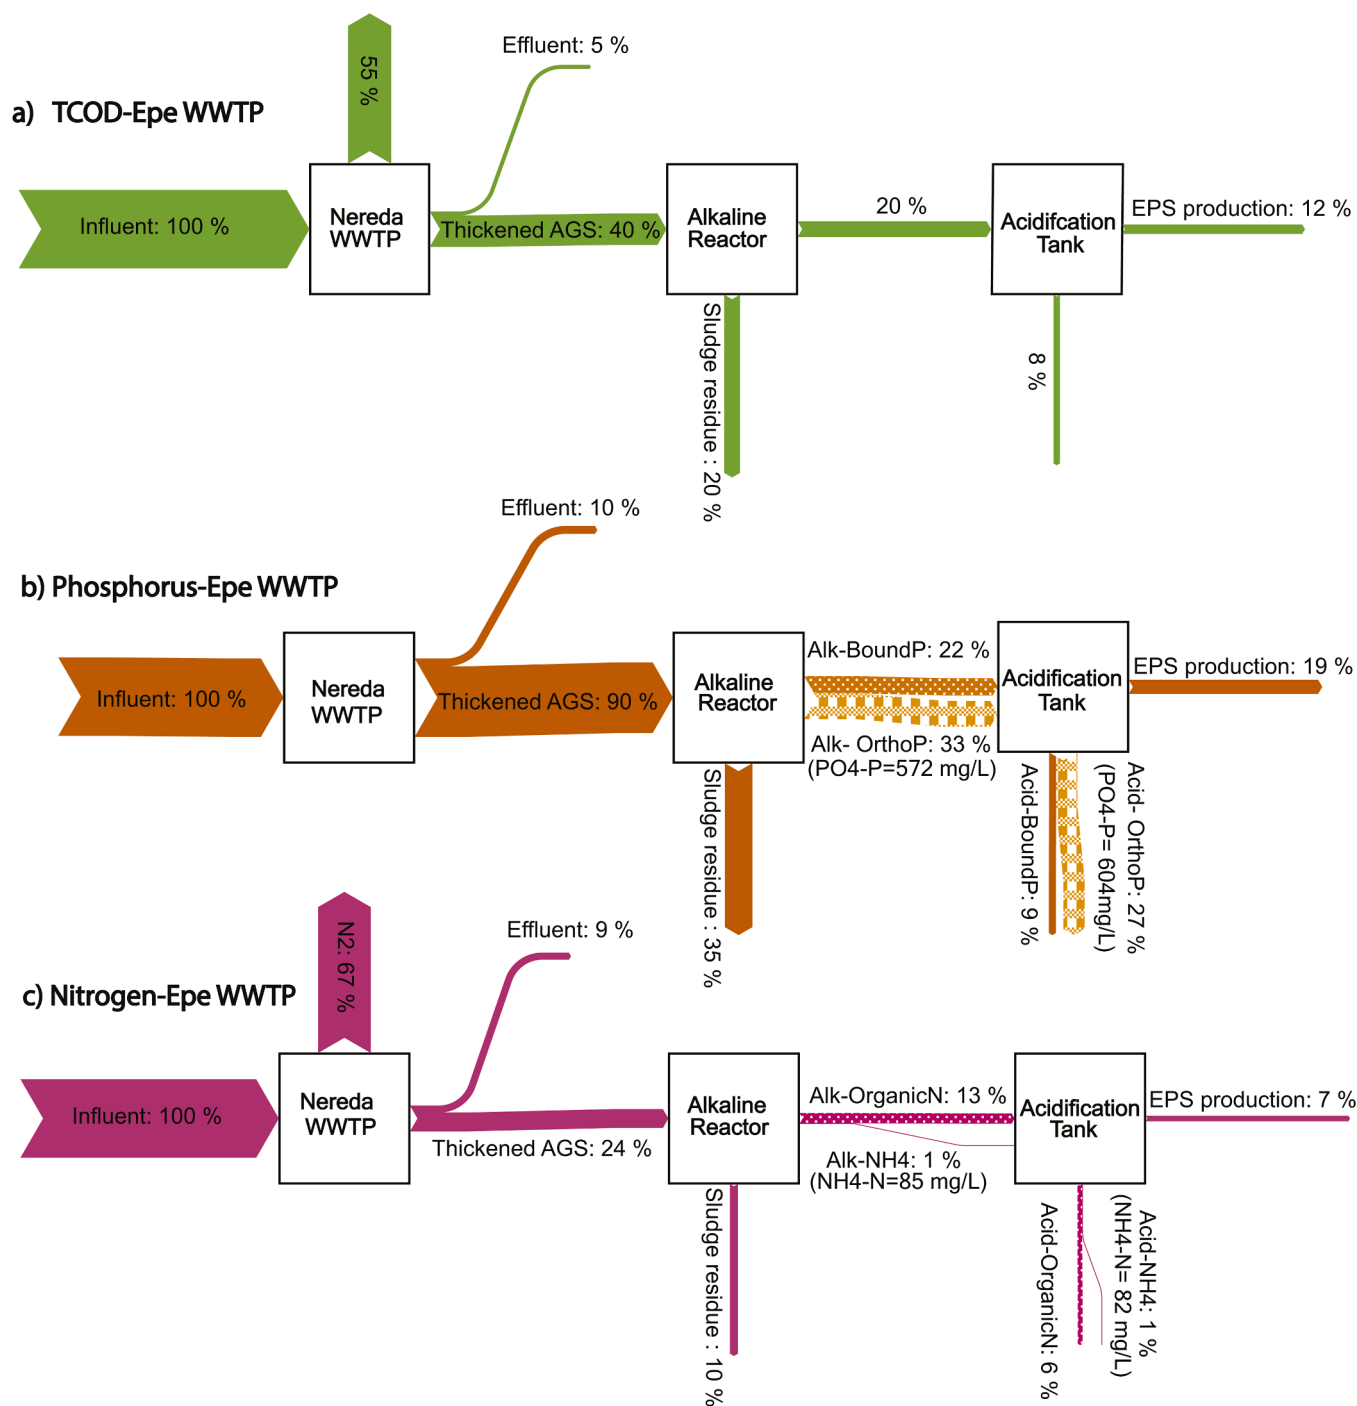 a) TCOD-Epe WWTP
55 %
Effluent: 5 %
Influent: 100 %
Nereda
WWTP
Thickened AGS: 40 %
Alkaline
Reactor
20 %
Acidifcation
Tank
EPS production: 12 %
Sludge residue : 20 %
8 %
b) Phosphorus-Epe WWTP
Effluent: 10 %
Influent: 100 %
Nereda
WWTP
Thickened AGS: 90 %
Alkaline
Reactor
Alk-BoundP: 22 %
Alk- OrthoP: 33 %
(PO4-P=572 mg/L)
Acidification
Tank
EPS production: 19 %
Sludge residue : 35 %
Acid-BoundP: 9 %
Acid- OrthoP: 27 %
(PO4-P= 604mg/L)
c) Nitrogen-Epe WWTP
N2: 67 %
Effluent: 9 %
Influent: 100 %
Nereda
WWTP
Thickened AGS: 24 %
Alkaline
Reactor
Alk-OrganicN: 13 %
Alk-NH4: 1 %
(NH4-N=85 mg/L)
Acidification
Tank
EPS production: 7 %
Sludge residue : 10 %
Acid-OrganicN: 6 %
Acid-NH4: 1 %
(NH4-N= 82 mg/L)